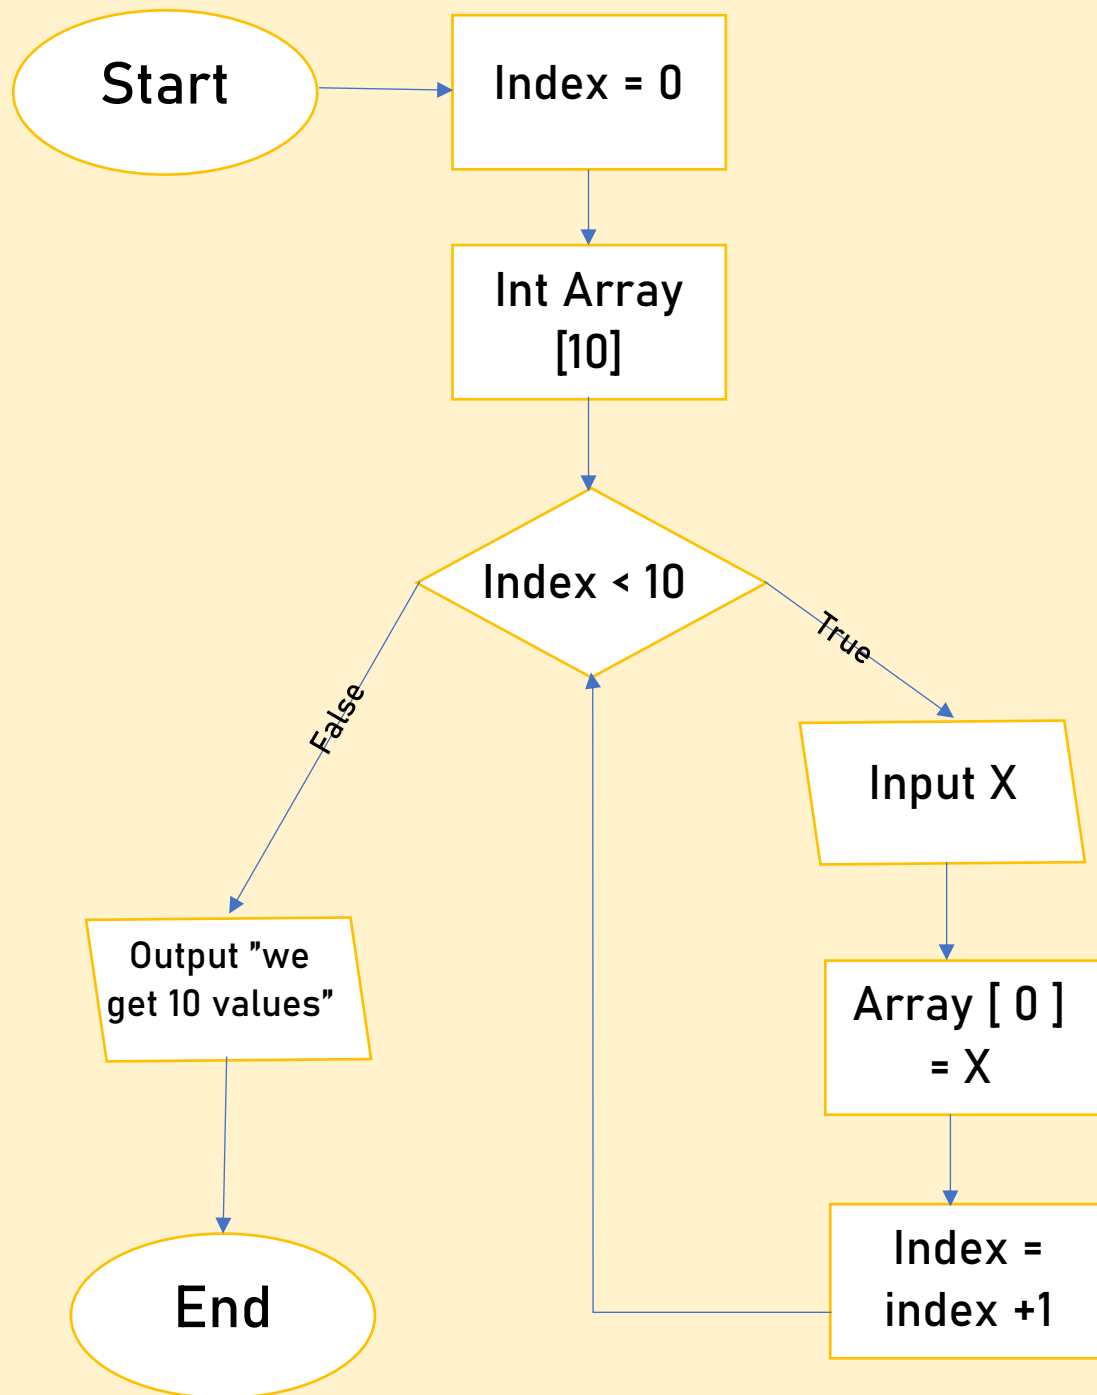 Start
Index = 0
Int Array
[10]
Index < 10
True
False
Input X
Output "we
get 10 values"
Array [ 0 ]
= X
Index =
index +1
End